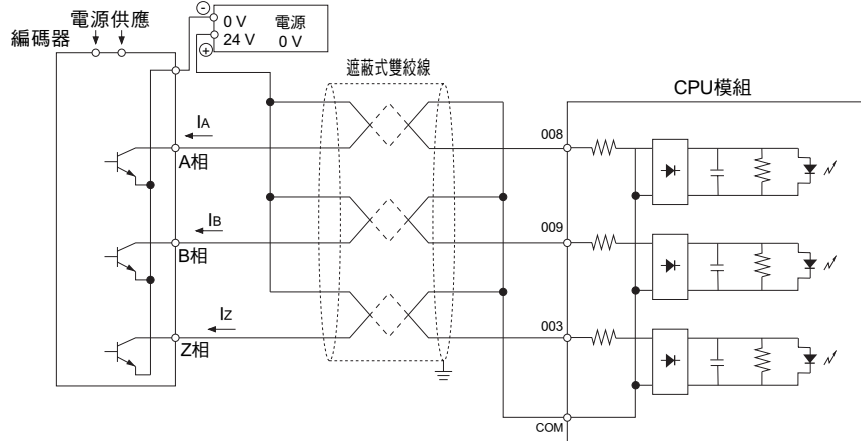 電源供應
編碼器
0 V 電源
24 V 0 V
遮蔽式雙絞線
CPU模組
IA
A相
008
IB
B相
009
IZ
Z相
003
COM